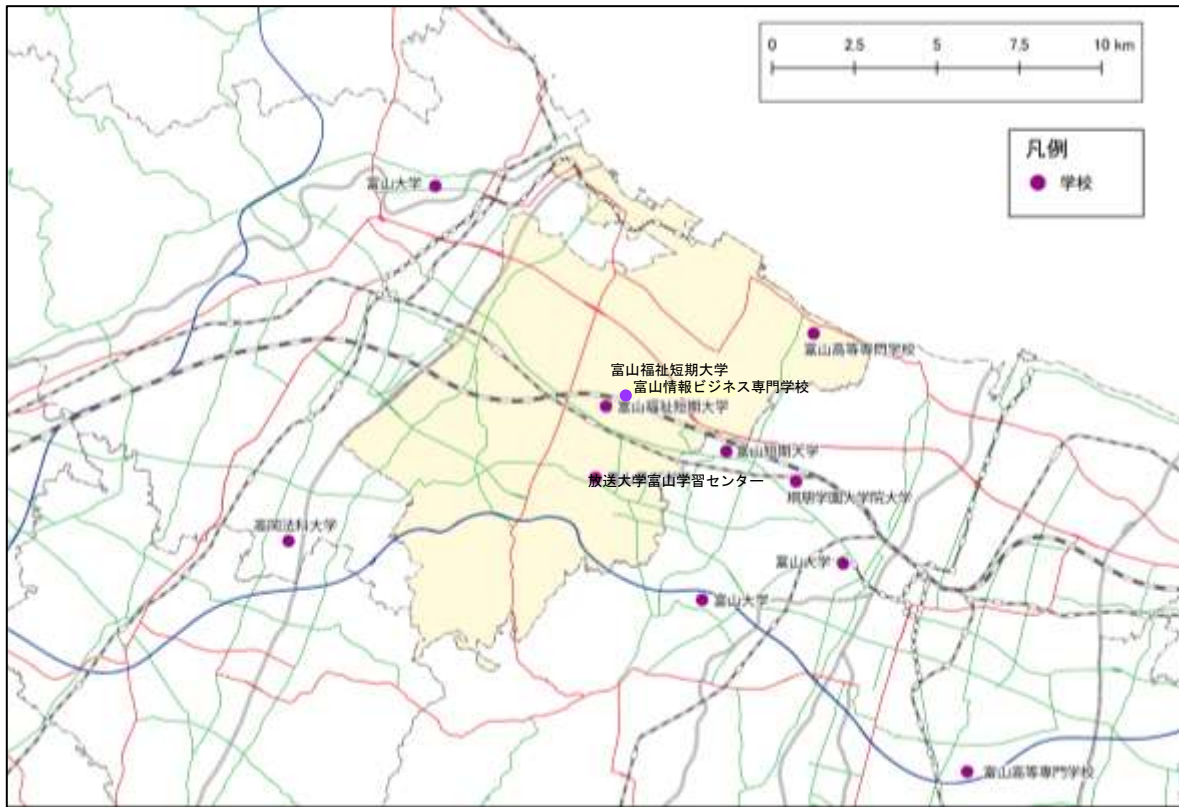 0 2.5 5 7.5 10 km
凡例
学校
富山大学
富山高等専門学校
富山福祉短期大学
富山情報ビジネス専門学校
富山福祉短期大学
富山短期大学
放送大学富山学習センター
桐朋学園大学院大学
高岡法科大学
富山大学
富山大学
富山高等専門学校